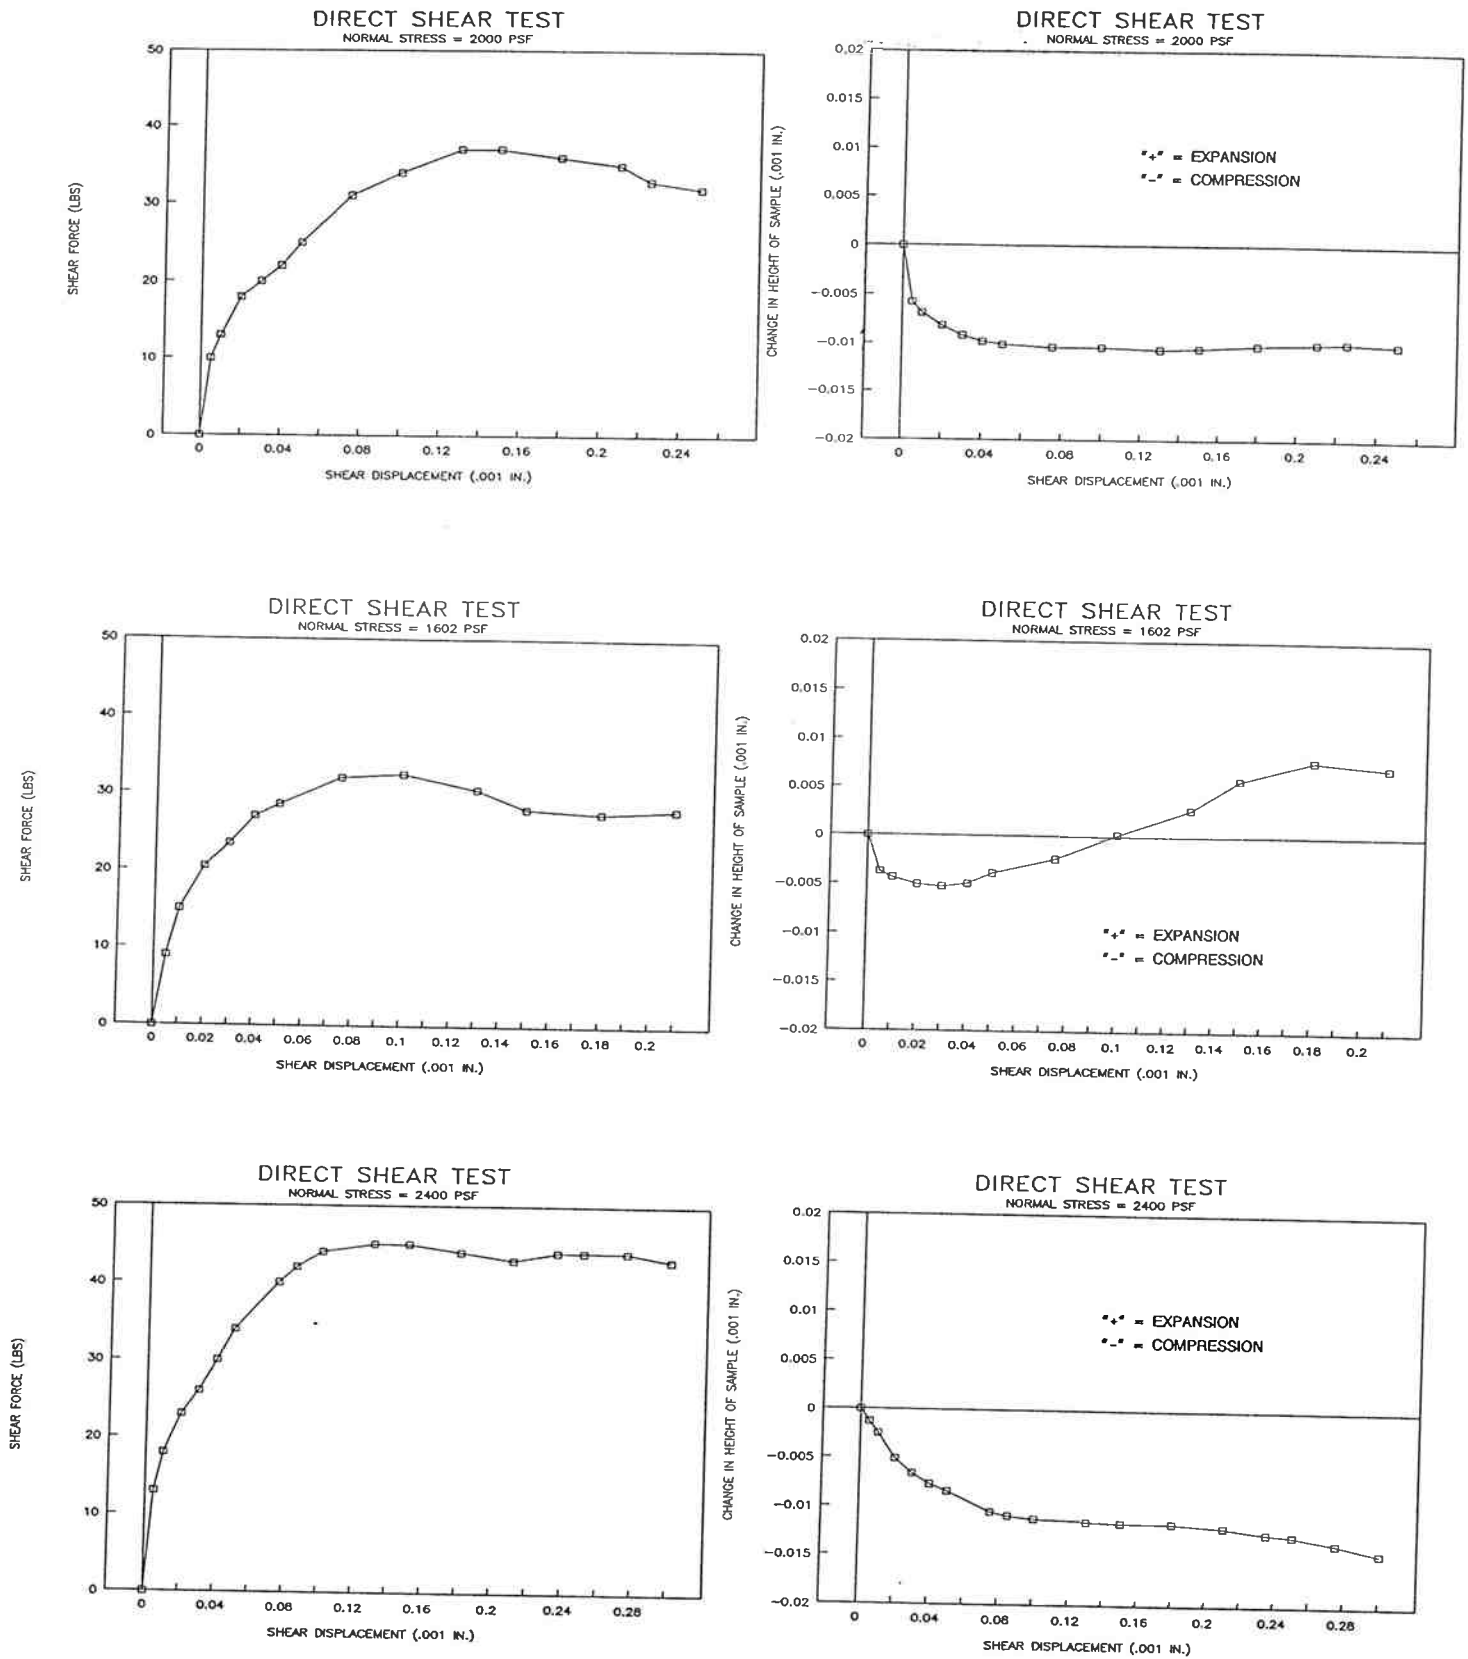 DIRECT SHEAR TEST
NORMAL STRESS = 2000 PSF
50
40
30
20
10
0
SHEAR FORCE (LBS)
0 0.04 0.08 0.12 0.16 0.2 0.24
SHEAR DISPLACEMENT (.001 IN.)
DIRECT SHEAR TEST
NORMAL STRESS = 2000 PSF
0.02
0.015
0.01
0.005
0
-0.005
-0.01
-0.015
-0.02
CHANGE IN HEIGHT OF SAMPLE (.001 IN.)
"+" = EXPANSION
"-" = COMPRESSION
0 0.04 0.08 0.12 0.16 0.2 0.24
SHEAR DISPLACEMENT (.001 IN.)
DIRECT SHEAR TEST
NORMAL STRESS = 1602 PSF
50
40
30
20
10
0
SHEAR FORCE (LBS)
0 0.02 0.04 0.06 0.08 0.1 0.12 0.14 0.16 0.18 0.2
SHEAR DISPLACEMENT (.001 IN.)
DIRECT SHEAR TEST
NORMAL STRESS = 1602 PSF
0.02
0.015
0.01
0.005
0
-0.005
-0.01
-0.015
-0.02
CHANGE IN HEIGHT OF SAMPLE (.001 IN.)
"+" = EXPANSION
"-" = COMPRESSION
0 0.02 0.04 0.06 0.08 0.1 0.12 0.14 0.16 0.18 0.2
SHEAR DISPLACEMENT (.001 IN.)
DIRECT SHEAR TEST
NORMAL STRESS = 2400 PSF
50
40
30
20
10
0
SHEAR FORCE (LBS)
0 0.04 0.08 0.12 0.16 0.2 0.24 0.28
SHEAR DISPLACEMENT (.001 IN.)
DIRECT SHEAR TEST
NORMAL STRESS = 2400 PSF
0.02
0.015
0.01
0.005
0
-0.005
-0.01
-0.015
-0.02
CHANGE IN HEIGHT OF SAMPLE (.001 IN.)
"+" = EXPANSION
"-" = COMPRESSION
0 0.04 0.08 0.12 0.16 0.2 0.24 0.28
SHEAR DISPLACEMENT (.001 IN.)